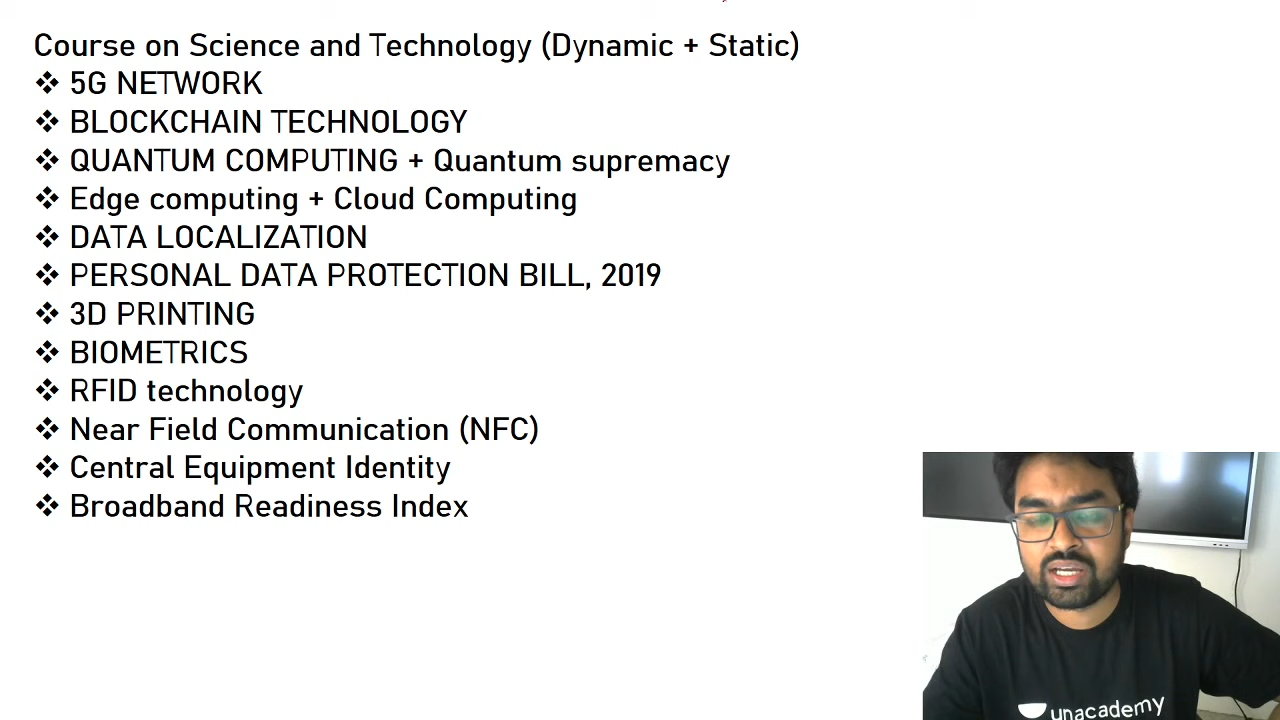 Course on Science and Technology (Dynamic + Static)
❖ 5G NETWORK
❖ BLOCKCHAIN TECHNOLOGY
❖ QUANTUM COMPUTING + Quantum supremacy
❖ Edge computing + Cloud Computing
❖ DATA LOCALIZATION
❖ PERSONAL DATA PROTECTION BILL, 2019
❖ 3D PRINTING
❖ BIOMETRICS
❖ RFID technology
❖ Near Field Communication (NFC)
❖ Central Equipment Identity
❖ Broadband Readiness Index
unacademy